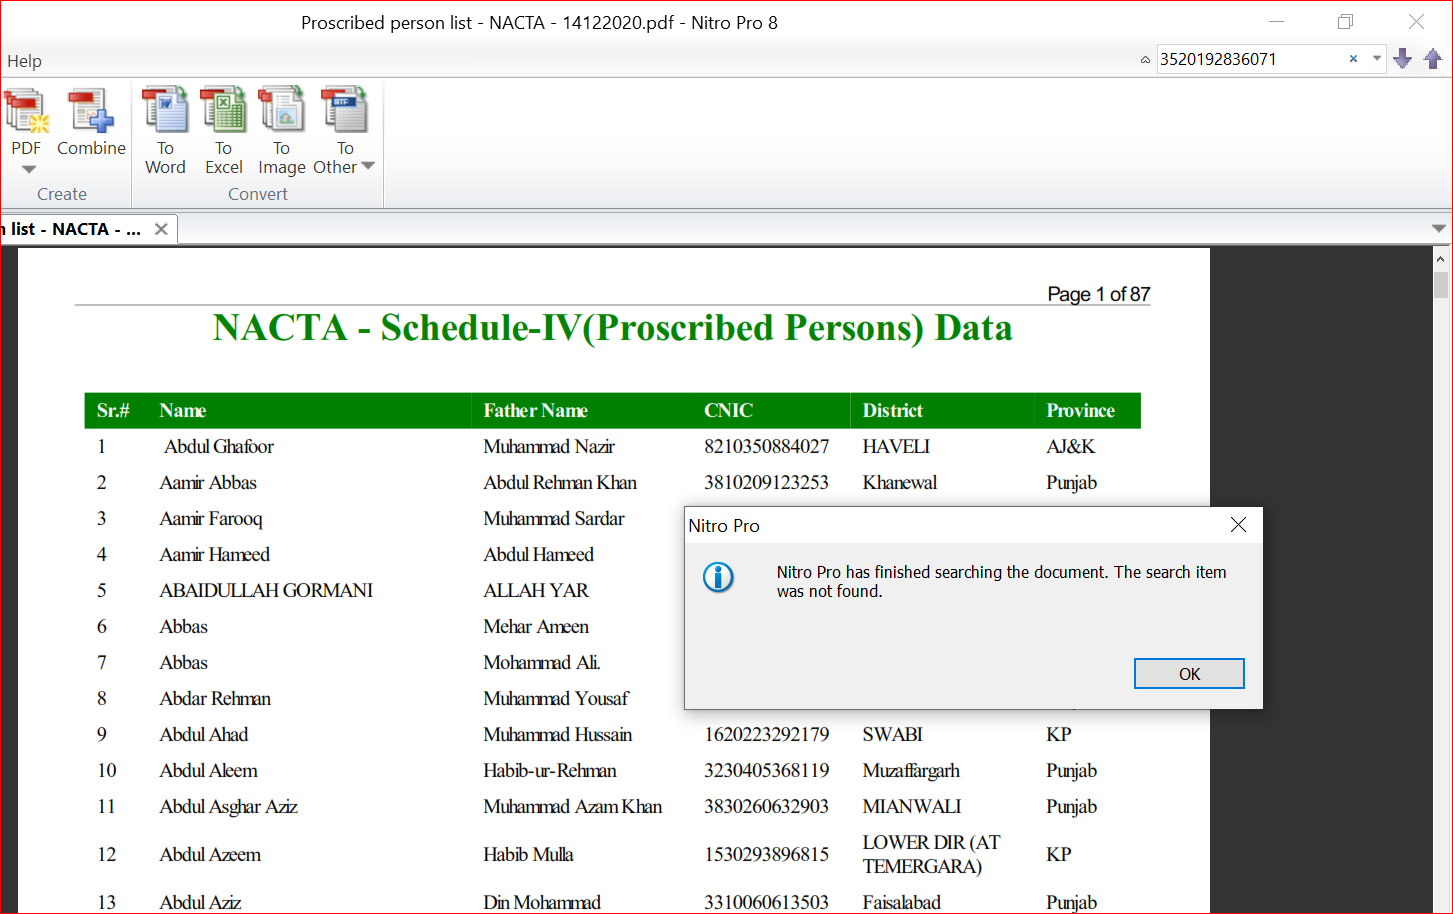 Proscribed person list - NACTA - 14122020.pdf - Nitro Pro 8
Help
3520192836071
PDF Combine To Word To Excel To Image To Other
Create Convert
list - NACTA - ...
Page 1 of 87
NACTA - Schedule-IV(Proscribed Persons) Data
Sr.# Name Father Name CNIC District Province
1 Abdul Ghafoor Muhammad Nazir 8210350884027 HAVELI AJ&K
2 Aamir Abbas Abdul Rehman Khan 3810209123253 Khanewal Punjab
3 Aamir Farooq Muhammad Sardar
4 Aamir Hameed Abdul Hameed
5 ABAIDULLAH GORMANI ALLAH YAR
6 Abbas Mehar Ameen
7 Abbas Mohammad Ali.
8 Abdar Rehman Muhammad Yousaf
Nitro Pro
Nitro Pro has finished searching the document. The search item
was not found.
OK
9 Abdul Ahad Muhammad Hussain 1620223292179 SWABI KP
10 Abdul Aleem Habib-ur-Rehman 3230405368119 Muzaffargarh Punjab
11 Abdul Asghar Aziz Muhammad Azam Khan 3830260632903 MIANWALI Punjab
12 Abdul Azeem Habib Mulla 1530293896815 LOWER DIR (AT TEMERGARA) KP
13 Abdul Aziz Din Mohammad 3310060613503 Faisalabad Punjab